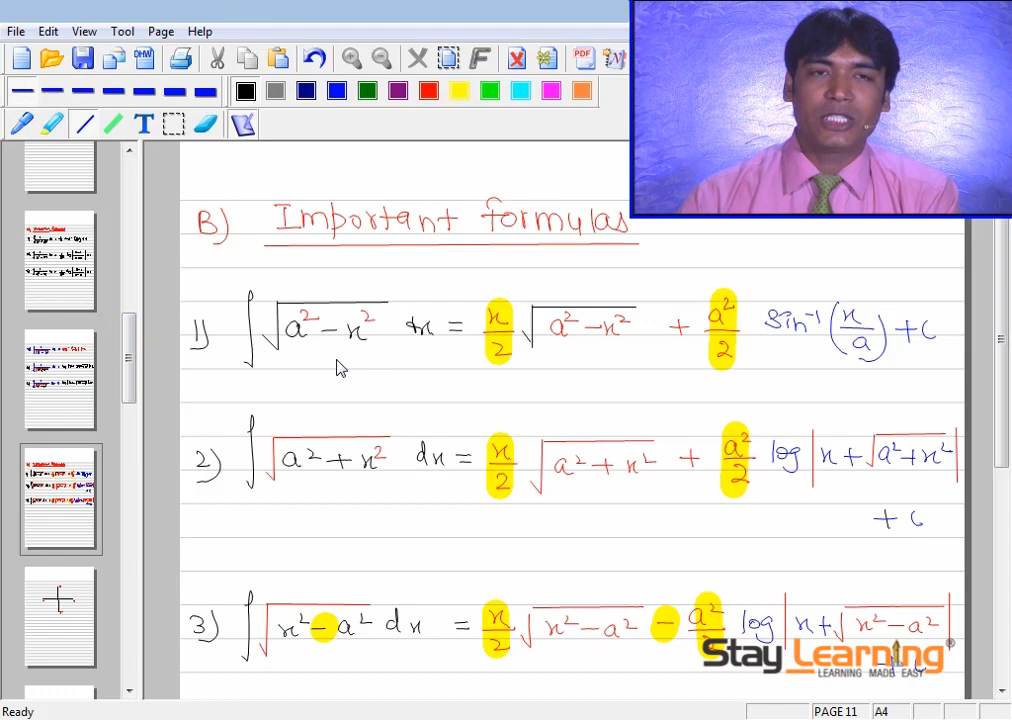 File Edit View Tool Page Help
DHW PDF
T F
B) Important formulas
1) ∫ √(a² − x²) dx = x/2 √(a² − x²) + a²/2 sin⁻¹ (x/a) + c
2) ∫ √(a² + x²) dx = x/2 √(a² + x²) + a²/2 log |x + √(a² + x²)|
+ c
3) ∫ √(x² − a²) dx = x/2 √(x² − a²) − a²/2 log |x + √(x² − a²)|
+ c
Stay Learning
LEARNING MADE EASY
Ready PAGE 11 A4